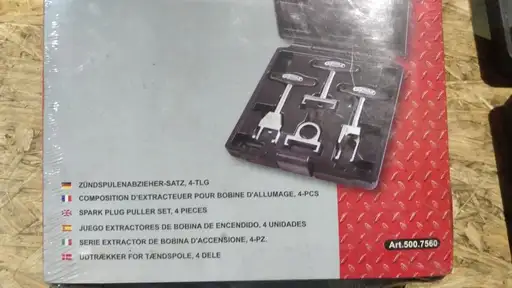 ZÜNDSPULENABZIEHER-SATZ, 4-TLG
COMPOSITION D'EXTRACTEUER POUR BOBINE D'ALLUMAGE, 4-PCS
SPARK PLUG PULLER SET, 4 PIECES
JUEGO EXTRACTORES DE BOBINA DE ENCENDIDO, 4 UNIDADES
SERIE EXTRACTOR DE BOBINA D'ACCENSIONE, 4-PZ.
UDTRÆKKER FOR TÆNDSPOLE, 4 DELE
Art.500.7560